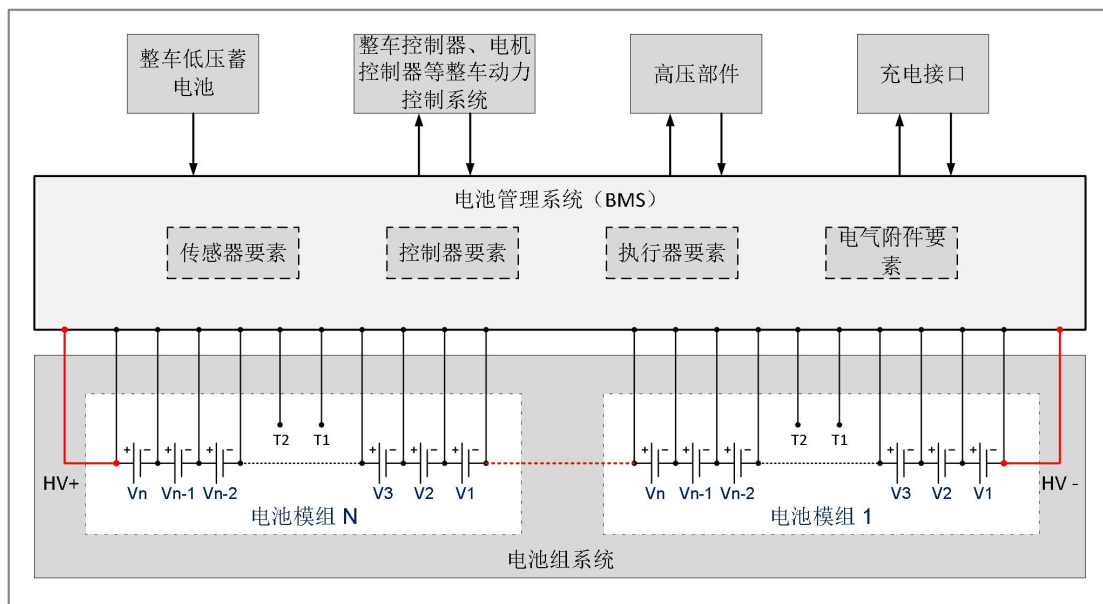 整车低压蓄
电池
整车控制器、电机
控制器等整车动力
控制系统
高压部件
充电接口
电池管理系统（BMS）
传感器要素
控制器要素
执行器要素
电气附件要
素
T2 T1
T2 T1
+ − + − + −
+ − + − + −
+ − + − + −
+ − + − + −
HV+
Vn Vn-1 Vn-2 V3 V2 V1
Vn Vn-1 Vn-2 V3 V2 V1
HV -
电池模组 N
电池模组 1
电池组系统